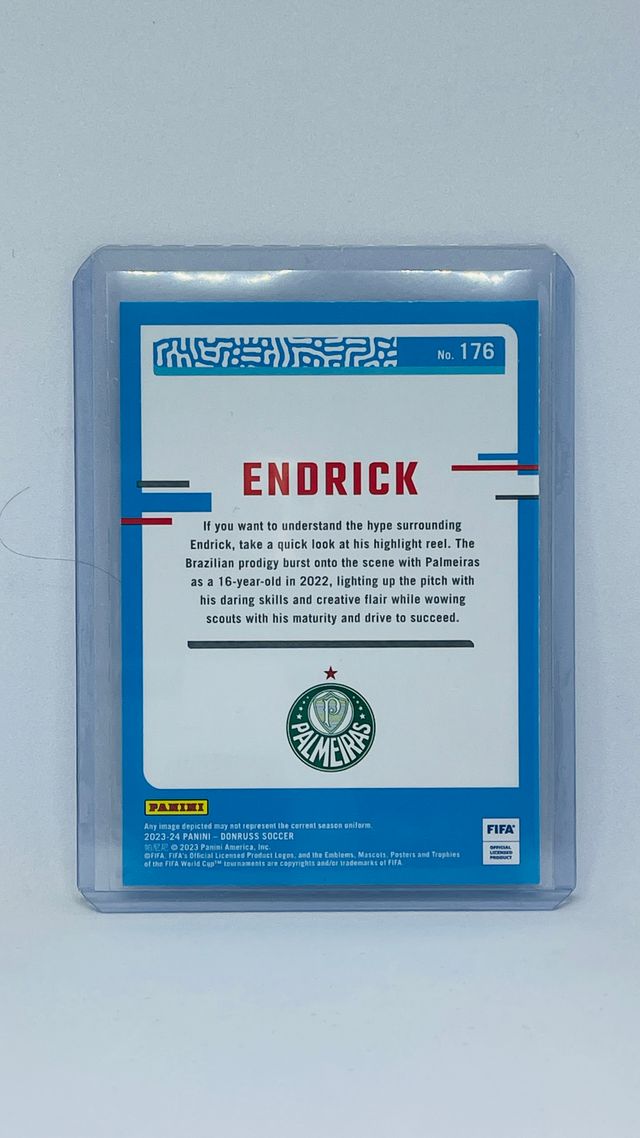 No. 176
ENDRICK
If you want to understand the hype surrounding
Endrick, take a quick look at his highlight reel. The
Brazilian prodigy burst onto the scene with Palmeiras
as a 16-year-old in 2022, lighting up the pitch with
his daring skills and creative flair while wowing
scouts with his maturity and drive to succeed.
P
PALMEIRAS
PANINI
Any image depicted may not represent the current season uniform.
2023-24 PANINI – DONRUSS SOCCER
帕尼尼 © 2023 Panini America, Inc.
©FIFA, FIFA's Official Licensed Product Logos, and the Emblems, Mascots, Posters and Trophies
of the FIFA World Cup™ tournaments are copyrights and/or trademarks of FIFA.
FIFA®
OFFICIAL
LICENSED
PRODUCT